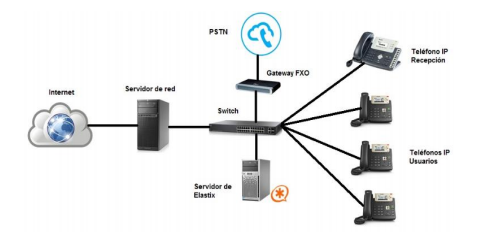 PSTN
Teléfono IP
Recepción
Gateway FXO
Internet
Servidor de red
Switch
Teléfonos IP
Usuarios
Servidor de
Elastix